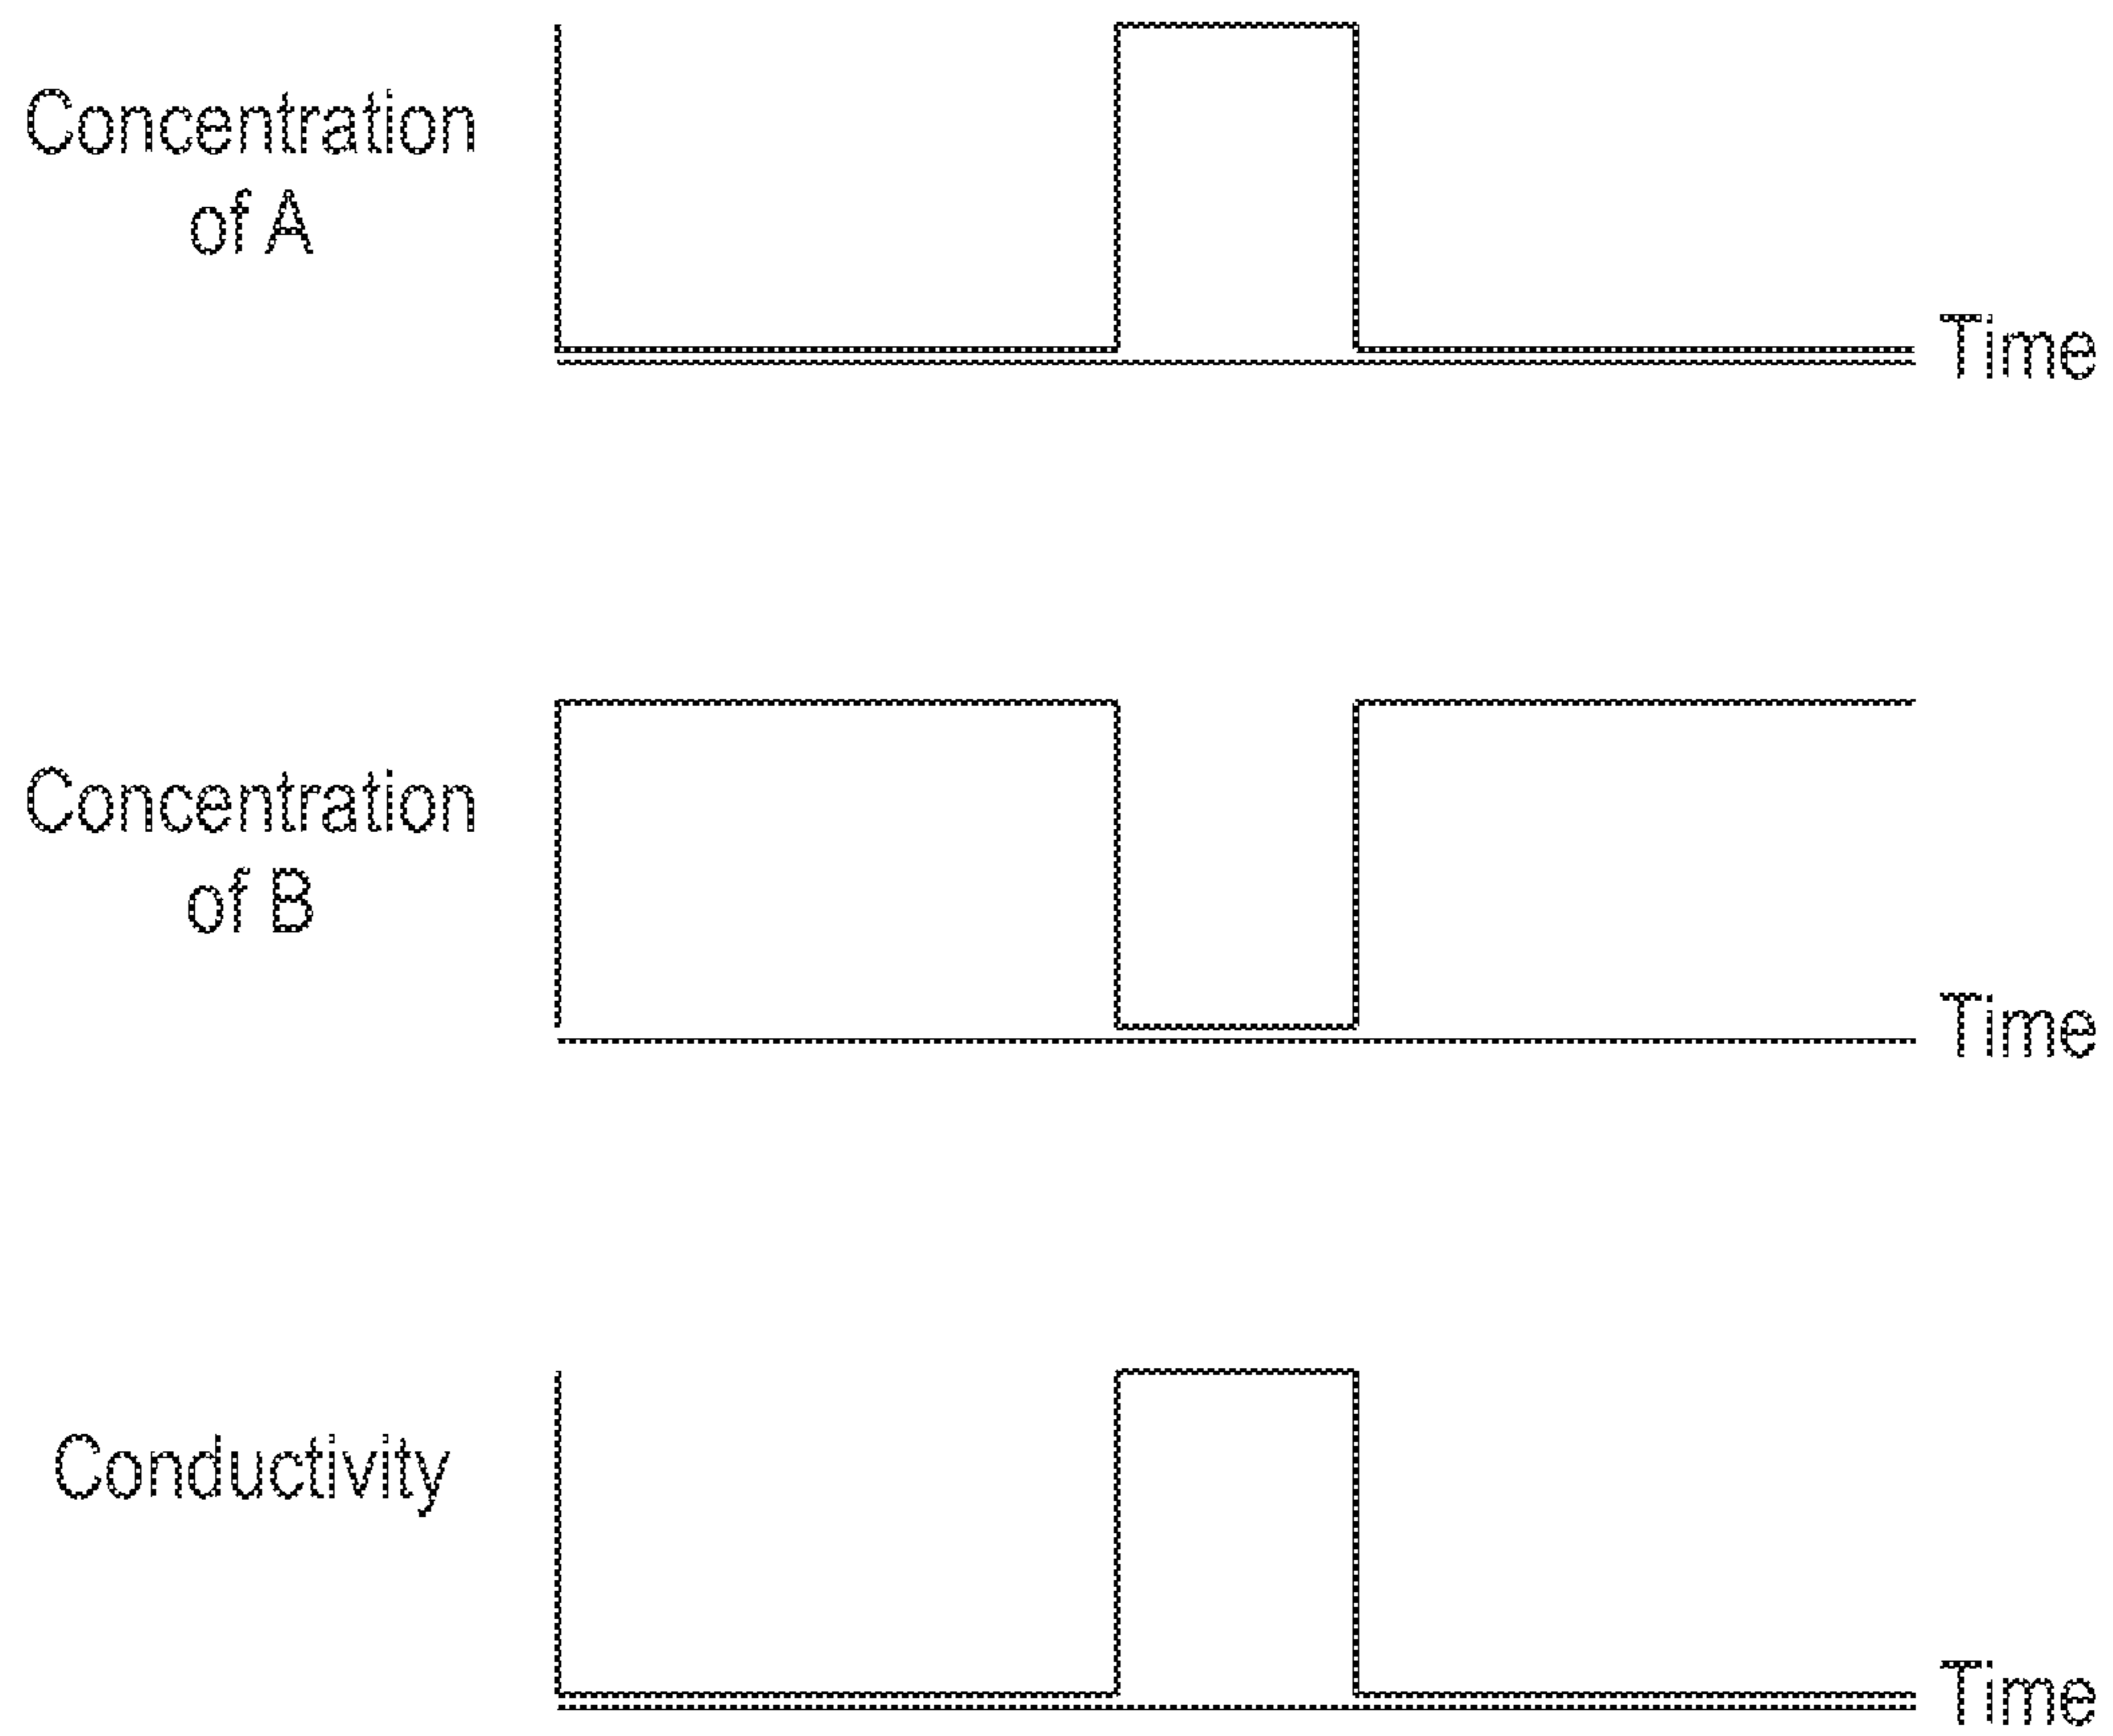 Concentration
of A
Time
Concentration
of B
Time
Conductivity
Time